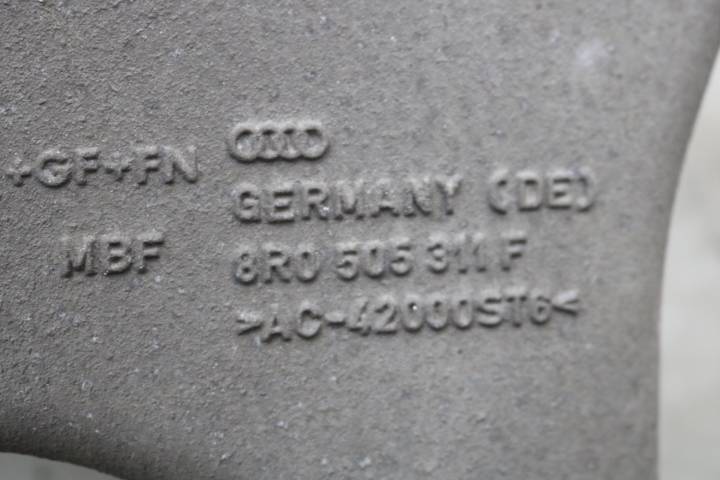 +GF+FN
GERMANY (DE)
MBF 8R0 505 311 F
>AC-42000ST6<